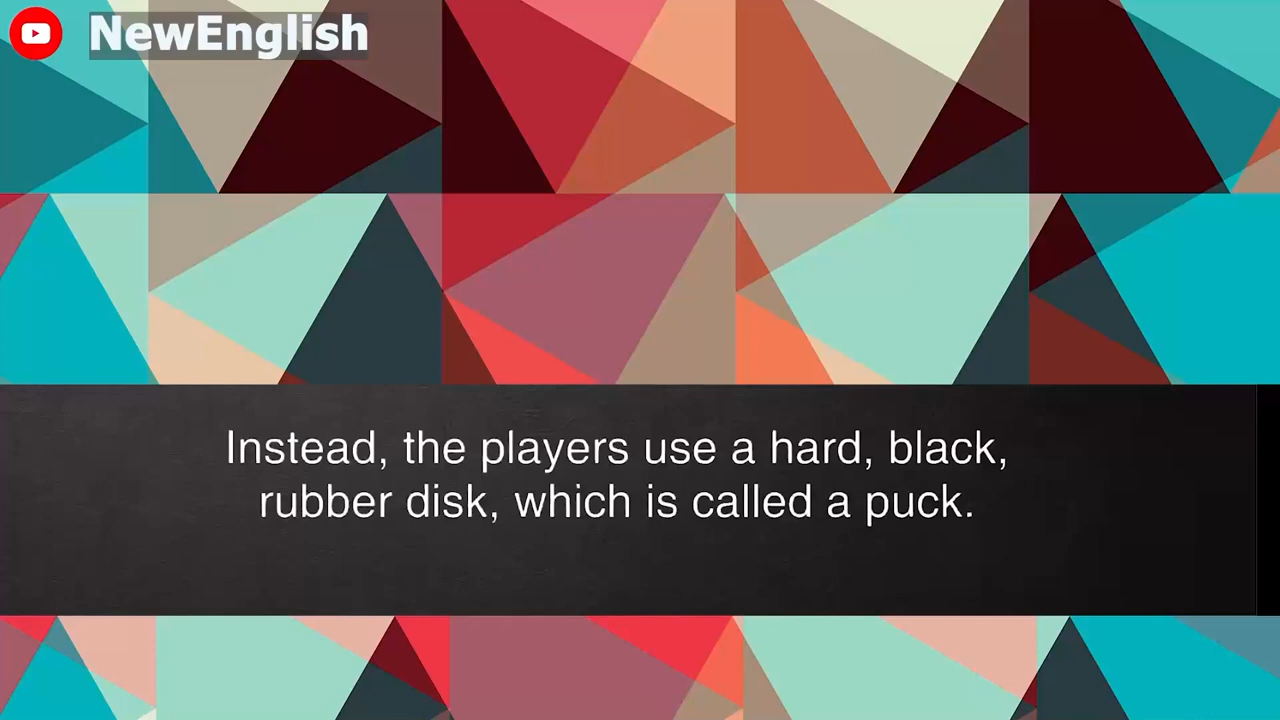 NewEnglish
Instead, the players use a hard, black,
rubber disk, which is called a puck.